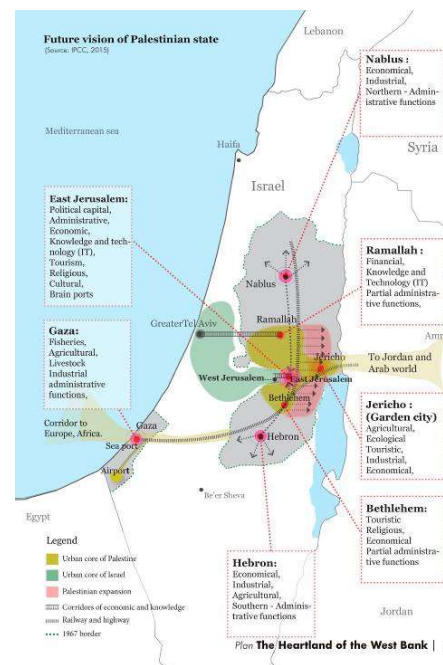 Future vision of Palestinian state
(Source: IPCC, 2015)
Lebanon
Nablus :
Economical,
Industrial,
Northern - Admin-
istrative functions
Mediterranean sea
Haifa
Syria
Israel
East Jerusalem:
Political capital,
Administrative,
Economic,
Knowledge and tech-
nology (IT),
Tourism,
Religious,
Cultural,
Brain ports
Ramallah :
Financial,
Knowledge and
Technology (IT)
Partial administra-
tive functions,
Nablus
Ramallah
GreaterTel Aviv
Gaza:
Fisheries,
Agricultural,
Livestock
Industrial
administrative
functions,
Amm
Jericho
To Jordan and
Arab world
West Jerusalem
East Jerusalem
Bethlehem
Jericho :
(Garden city)
Agricultural,
Ecological
Touristic,
Industrial,
Economical,
Corridor to
Europe, Africa.
Gaza
Sea port
Hebron
Airport
Be'er Sheva
Bethlehem:
Touristic
Religious,
Economical
Partial administra-
tive functions
Egypt
Legend
Urban core of Palestine
Urban core of Israel
Palestinian expansion
Corridors of economic and knowledge
Railway and highway
1967 border
Hebron:
Economical,
Industrial,
Agricultural,
Southern - Adminis-
trative functions
Jordan
Plan The Heartland of the West Bank |